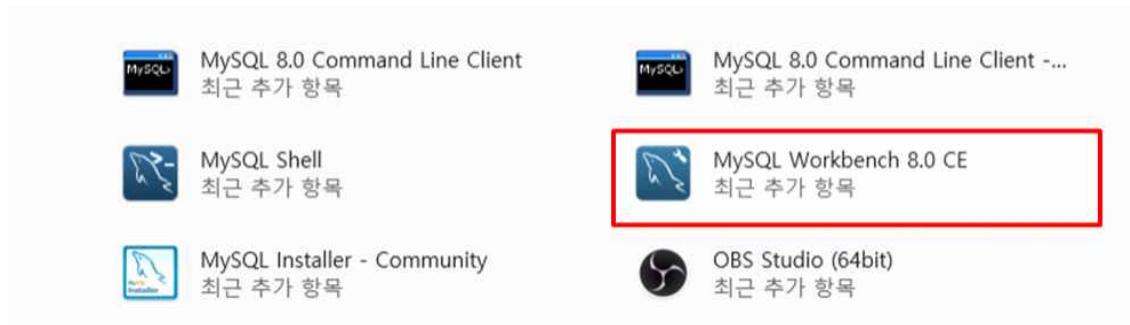 MySQL 8.0 Command Line Client
최근 추가 항목
MySQL 8.0 Command Line Client -...
최근 추가 항목
MySQL Shell
최근 추가 항목
MySQL Workbench 8.0 CE
최근 추가 항목
MySQL Installer - Community
최근 추가 항목
OBS Studio (64bit)
최근 추가 항목